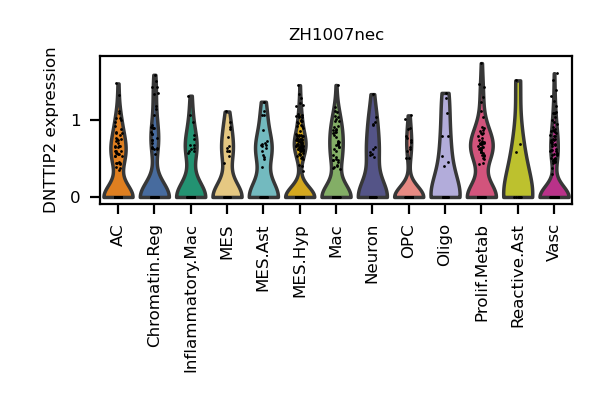 ZH1007nec
DNTTIP2 expression
1
0
AC
Chromatin.Reg
Inflammatory.Mac
MES
MES.Ast
MES.Hyp
Mac
Neuron
OPC
Oligo
Prolif.Metab
Reactive.Ast
Vasc